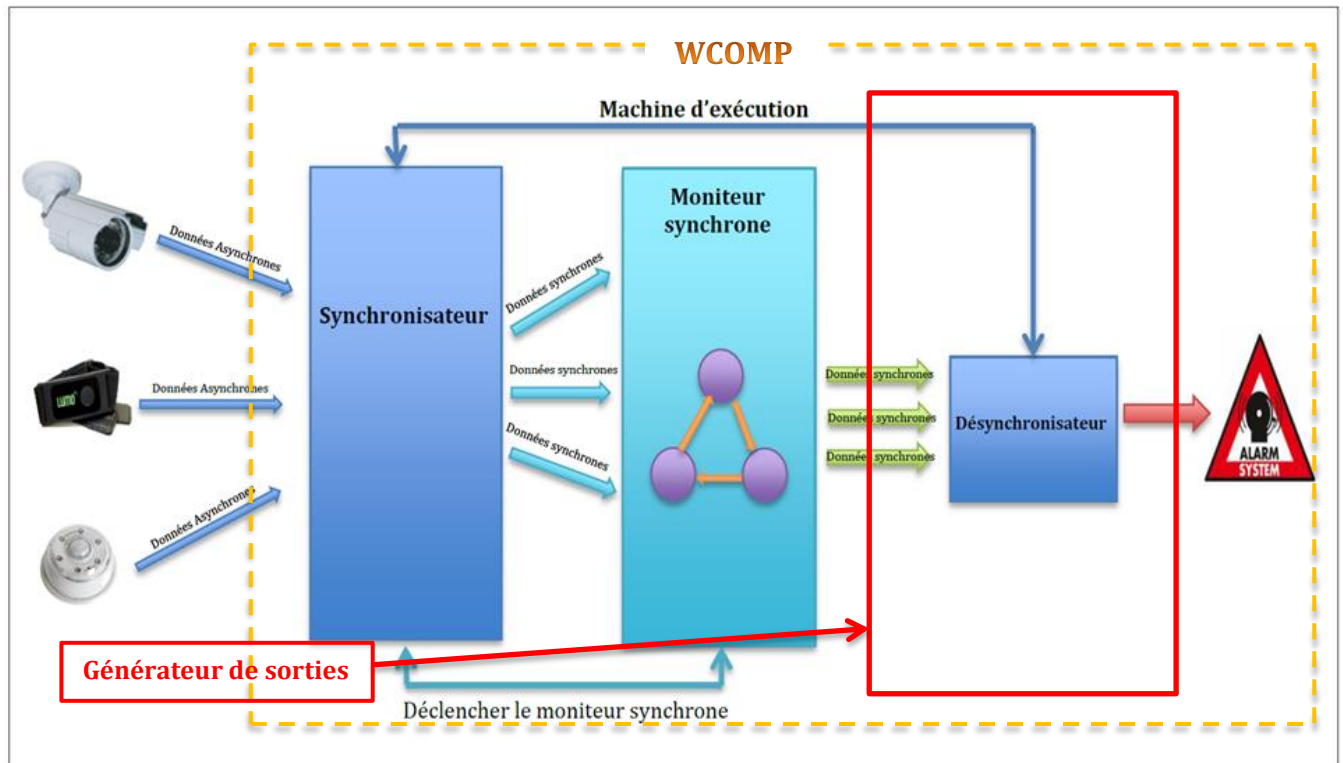 WCOMP
Machine d'exécution
Données Asynchrones
Données Asynchrones
Données Asynchrones
Synchronisateur
Données synchrones
Données synchrones
Données synchrones
Moniteur
synchrone
Données synchrones
Données synchrones
Données synchrones
Désynchronisateur
ALARM
SYSTEM
LUMO
Générateur de sorties
Déclencher le moniteur synchrone